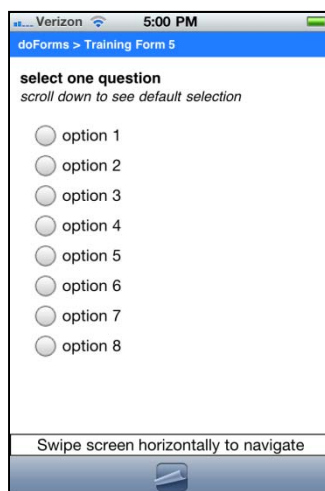 Verizon 5:00 PM
doForms > Training Form 5
select one question
scroll down to see default selection
option 1
option 2
option 3
option 4
option 5
option 6
option 7
option 8
Swipe screen horizontally to navigate